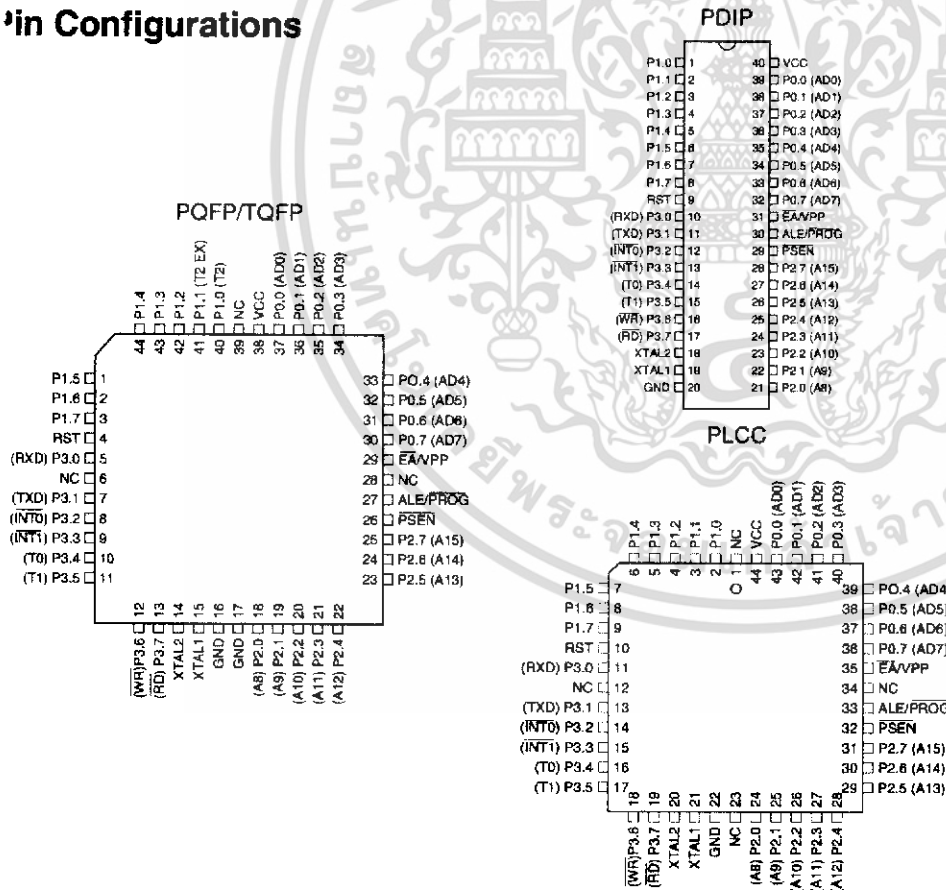 'in Configurations
PDIP
P1.0 1
P1.1 2
P1.2 3
P1.3 4
P1.4 5
P1.5 6
P1.6 7
P1.7 8
RST 9
(RXD) P3.0 10
(TXD) P3.1 11
(INT0) P3.2 12
(INT1) P3.3 13
(T0) P3.4 14
(T1) P3.5 15
(WR) P3.6 16
(RD) P3.7 17
XTAL2 18
XTAL1 19
GND 20
40 VCC
39 P0.0 (AD0)
38 P0.1 (AD1)
37 P0.2 (AD2)
36 P0.3 (AD3)
35 P0.4 (AD4)
34 P0.5 (AD5)
33 P0.6 (AD6)
32 P0.7 (AD7)
31 EA/VPP
30 ALE/PROG
29 PSEN
28 P2.7 (A15)
27 P2.6 (A14)
26 P2.5 (A13)
25 P2.4 (A12)
24 P2.3 (A11)
23 P2.2 (A10)
22 P2.1 (A9)
21 P2.0 (A8)
PQFP/TQFP
44 P1.4
43 P1.3
42 P1.2
41 P1.1 (T2 EX)
40 P1.0 (T2)
39 NC
38 VCC
37 P0.0 (AD0)
36 P0.1 (AD1)
35 P0.2 (AD2)
34 P0.3 (AD3)
P1.5 1
P1.6 2
P1.7 3
RST 4
(RXD) P3.0 5
NC 6
(TXD) P3.1 7
(INT0) P3.2 8
(INT1) P3.3 9
(T0) P3.4 10
(T1) P3.5 11
33 P0.4 (AD4)
32 P0.5 (AD5)
31 P0.6 (AD6)
30 P0.7 (AD7)
29 EA/VPP
28 NC
27 ALE/PROG
26 PSEN
25 P2.7 (A15)
24 P2.6 (A14)
23 P2.5 (A13)
(WR) P3.6 12
(RD) P3.7 13
XTAL2 14
XTAL1 15
GND 16
GND 17
(A8) P2.0 18
(A9) P2.1 19
(A10) P2.2 20
(A11) P2.3 21
(A12) P2.4 22
PLCC
6 P1.4
5 P1.3
4 P1.2
3 P1.1
2 P1.0
1 NC
44 VCC
43 P0.0 (AD0)
42 P0.1 (AD1)
41 P0.2 (AD2)
40 P0.3 (AD3)
P1.5 7
P1.6 8
P1.7 9
RST 10
(RXD) P3.0 11
NC 12
(TXD) P3.1 13
(INT0) P3.2 14
(INT1) P3.3 15
(T0) P3.4 16
(T1) P3.5 17
39 P0.4 (AD4
38 P0.5 (AD5)
37 P0.6 (AD6)
36 P0.7 (AD7)
35 EA/VPP
34 NC
33 ALE/PROG
32 PSEN
31 P2.7 (A15)
30 P2.6 (A14)
29 P2.5 (A13)
(WR) P3.6 18
(RD) P3.7 19
XTAL2 20
XTAL1 21
GND 22
NC 23
(A8) P2.0 24
(A9) P2.1 25
(A10) P2.2 26
(A11) P2.3 27
(A12) P2.4 28